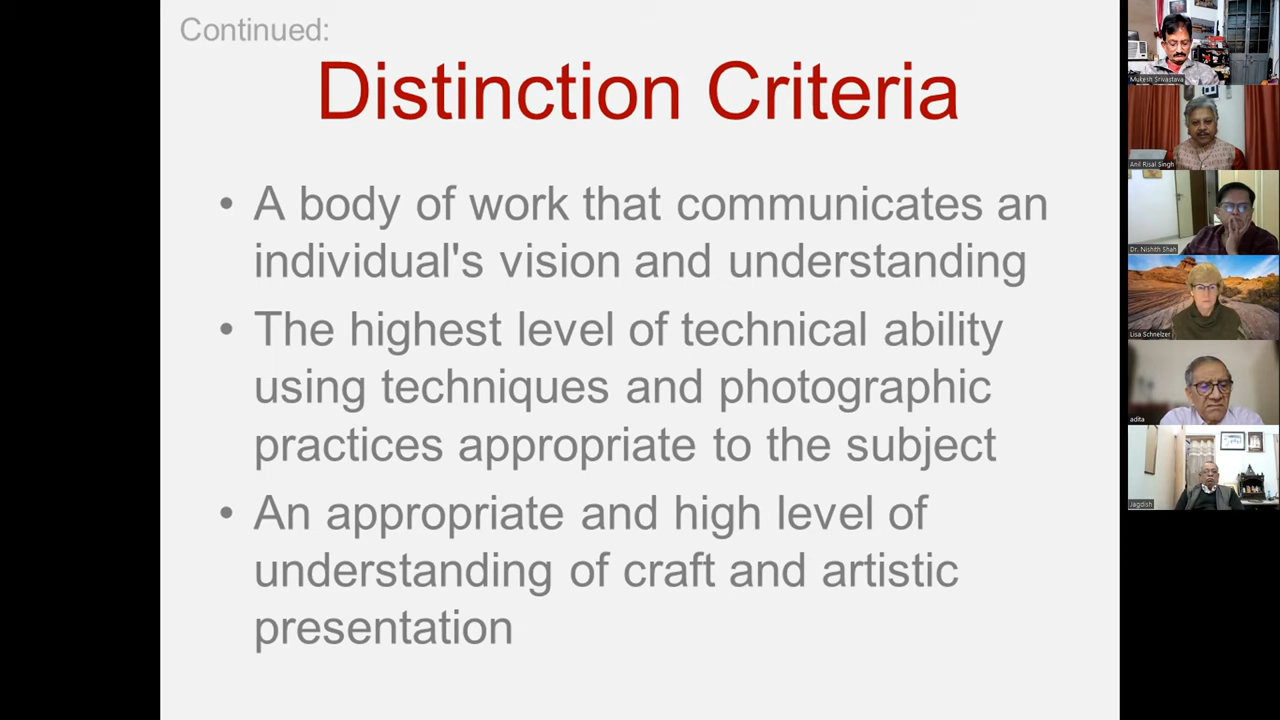 Continued:
Distinction Criteria
• A body of work that communicates an
individual's vision and understanding
• The highest level of technical ability
using techniques and photographic
practices appropriate to the subject
• An appropriate and high level of
understanding of craft and artistic
presentation
Mukesh Srivastava
Anil Risal Singh
Dr. Nishith Shah
Lisa Schnelzer
adita
Jagdish